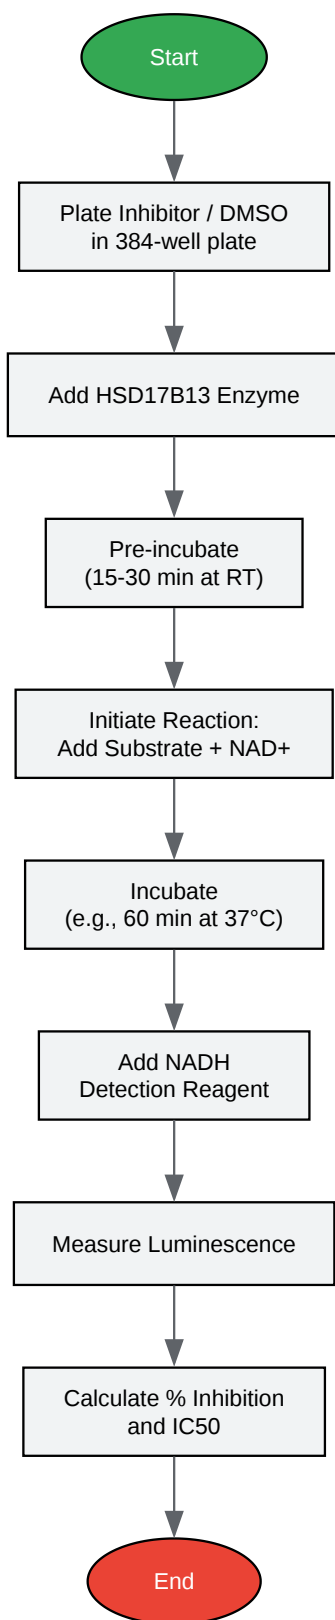 Start
Plate Inhibitor / DMSO
in 384-well plate
Add HSD17B13 Enzyme
Pre-incubate
(15-30 min at RT)
Initiate Reaction:
Add Substrate + NAD+
Incubate
(e.g., 60 min at 37°C)
Add NADH
Detection Reagent
Measure Luminescence
Calculate % Inhibition
and IC50
End